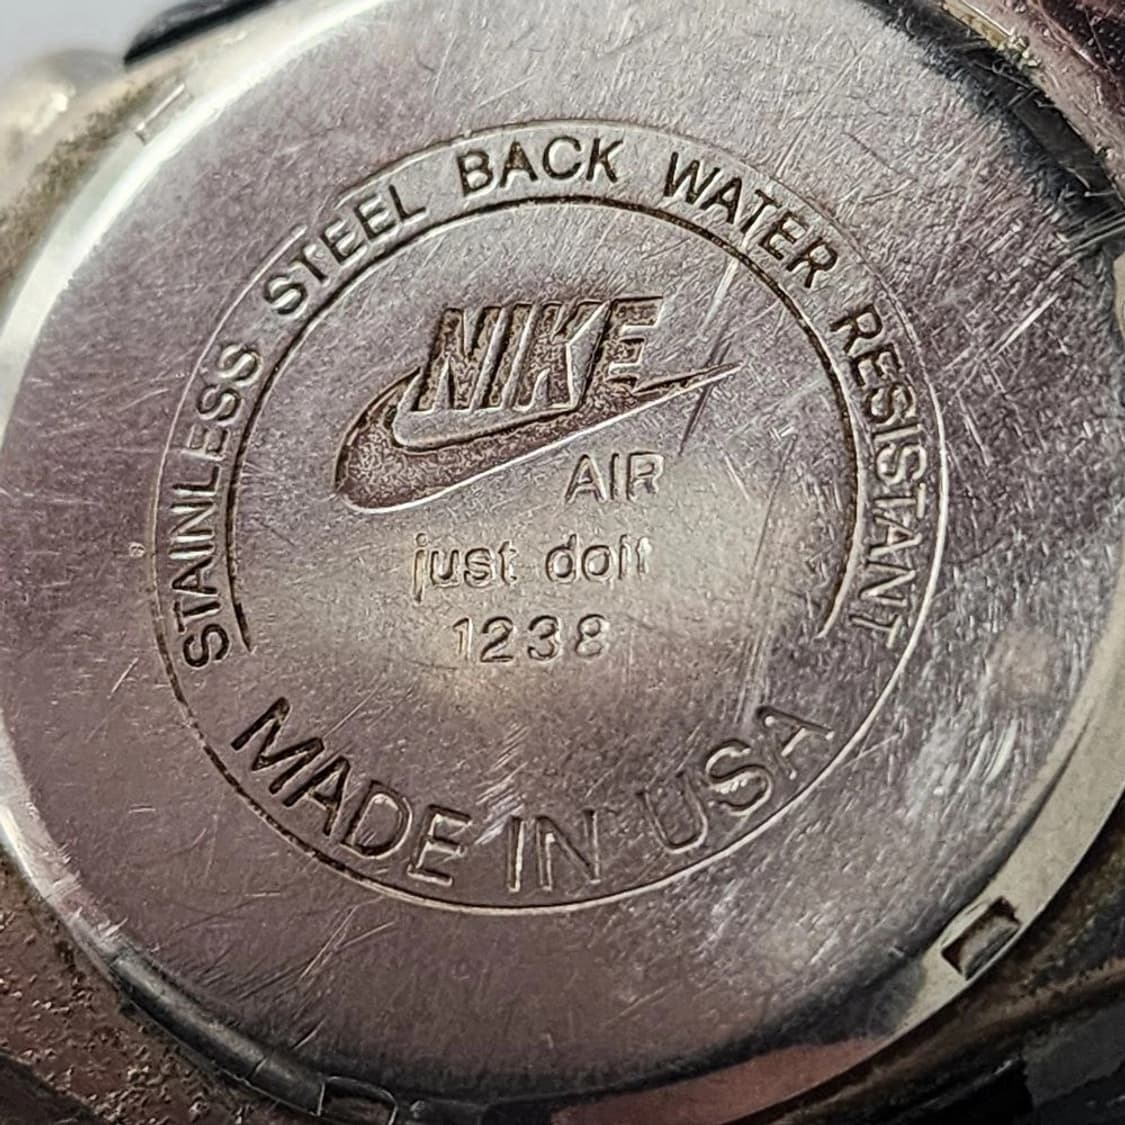 STAINLESS STEEL BACK WATER RESISTANT
NIKE
AIR
just doit
1238
MADE IN USA